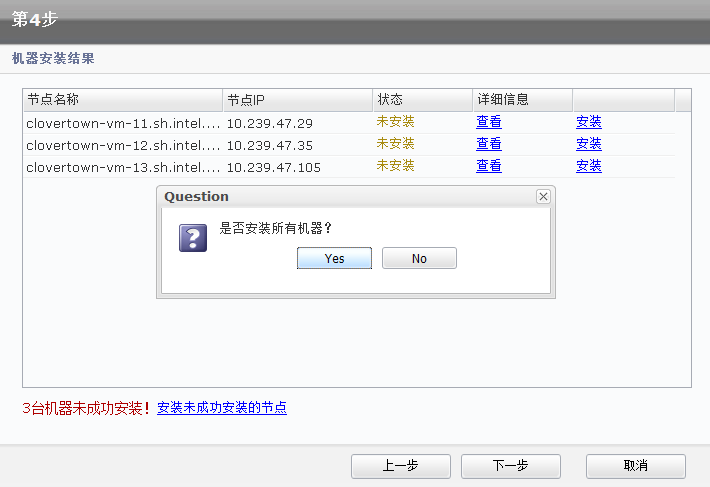 第4步
机器安装结果
节点名称 节点IP 状态 详细信息
clovertown-vm-11.sh.intel.... 10.239.47.29 未安装 查看 安装
clovertown-vm-12.sh.intel.... 10.239.47.35 未安装 查看 安装
clovertown-vm-13.sh.intel.... 10.239.47.105 未安装 查看 安装
Question
是否安装所有机器?
Yes No
3台机器未成功安装! 安装未成功安装的节点
上一步 下一步 取消